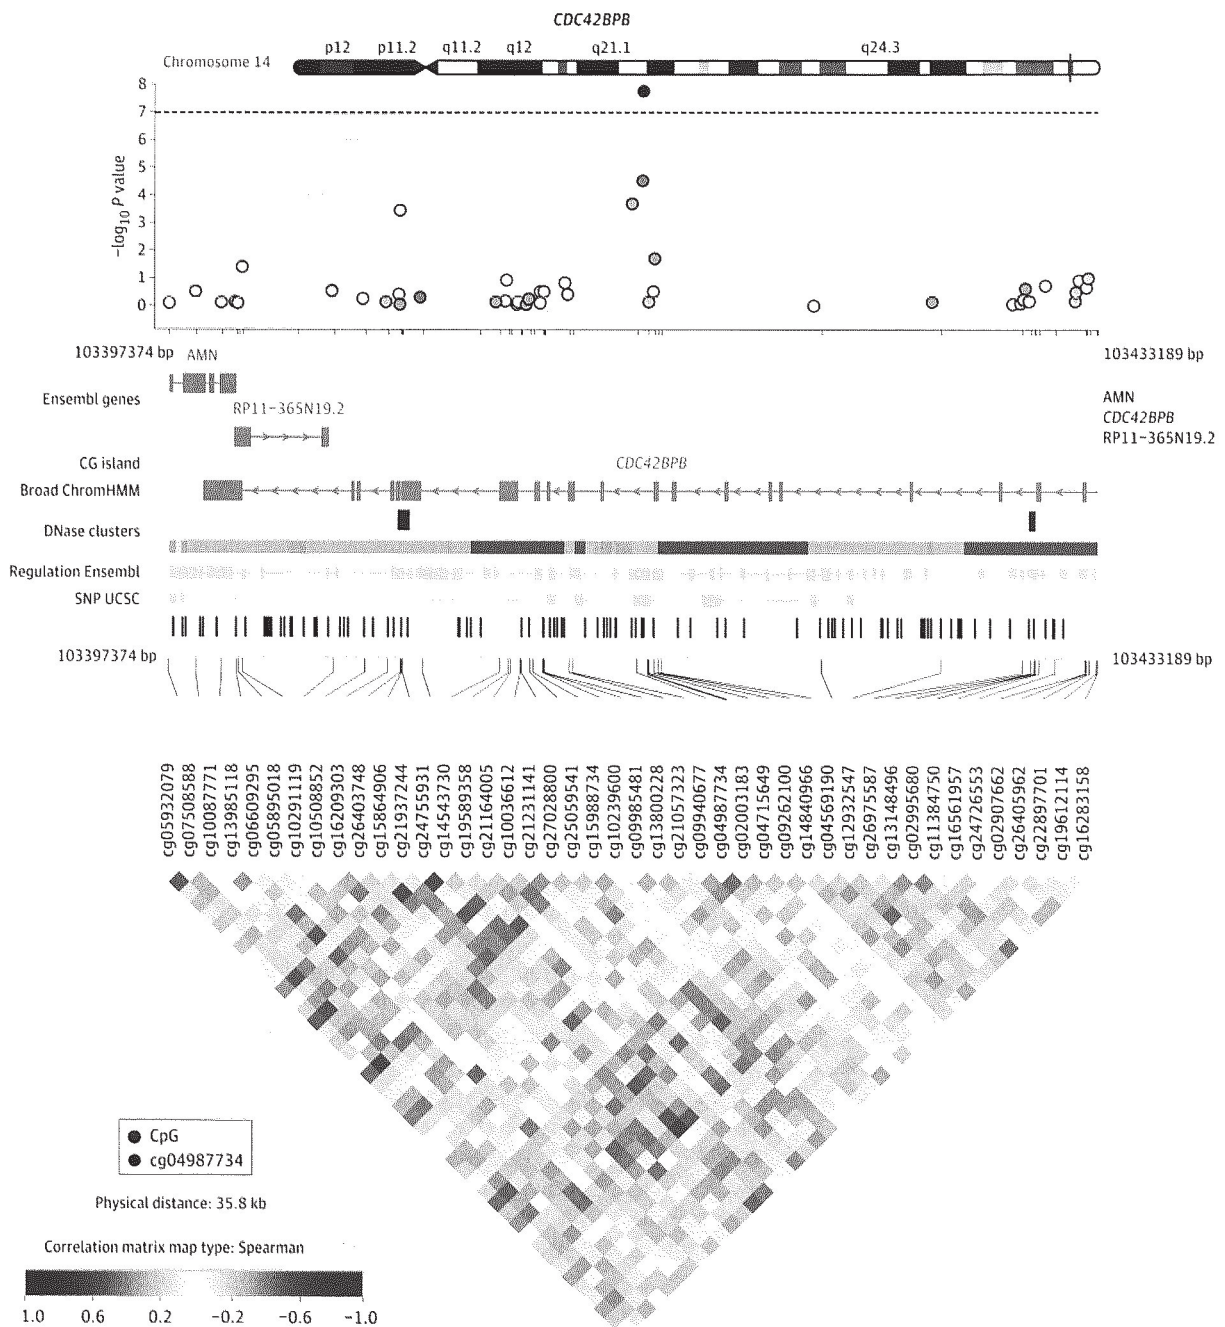 CDC42BPB
p12 p11.2 q11.2 q12 q21.1 q24.3
Chromosome 14
8
7
6
5
4
3
2
1
0
-log10 P value
103397374 bp 103433189 bp
AMN
Ensembl genes
AMN
CDC42BPB
RP11-365N19.2
RP11-365N19.2
CG island
CDC42BPB
Broad ChromHMM
DNase clusters
Regulation Ensembl
SNP UCSC
103397374 bp 103433189 bp
cg05932079
cg07508588
cg10087771
cg13985118
cg06609295
cg05895018
cg10291119
cg10508852
cg16209303
cg26403748
cg15864906
cg21937244
cg24755931
cg14543730
cg19589358
cg21164005
cg10036612
cg21231141
cg27028800
cg25059541
cg15988734
cg10239600
cg09985481
cg13800228
cg21057323
cg09940677
cg04987796
cg02003183
cg04715649
cg09262100
cg14840966
cg04569190
cg12932547
cg26975587
cg13148496
cg02995680
cg11384750
cg16561957
cg24726553
cg02907662
cg26405962
cg22897701
cg19612114
cg16283158
CpG
cg04987734
Physical distance: 35.8 kb
Correlation matrix map type: Spearman
1.0 0.6 0.2 -0.2 -0.6 -1.0